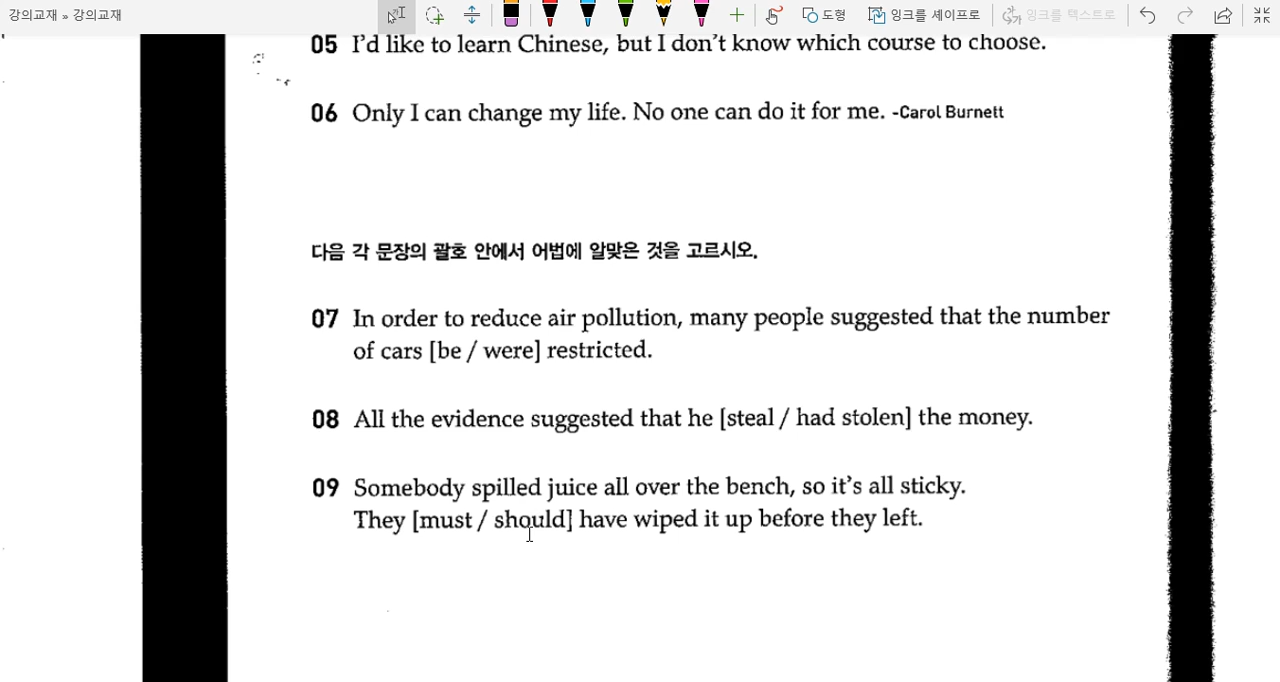 강의교재 » 강의교재
도형
잉크를 셰이프로
잉크를 텍스트로
05 I'd like to learn Chinese, but I don't know which course to choose.
06 Only I can change my life. No one can do it for me. -Carol Burnett
다음 각 문장의 괄호 안에서 어법에 알맞은 것을 고르시오.
07 In order to reduce air pollution, many people suggested that the number
of cars [be / were] restricted.
08 All the evidence suggested that he [steal / had stolen] the money.
09 Somebody spilled juice all over the bench, so it's all sticky.
They [must / should] have wiped it up before they left.